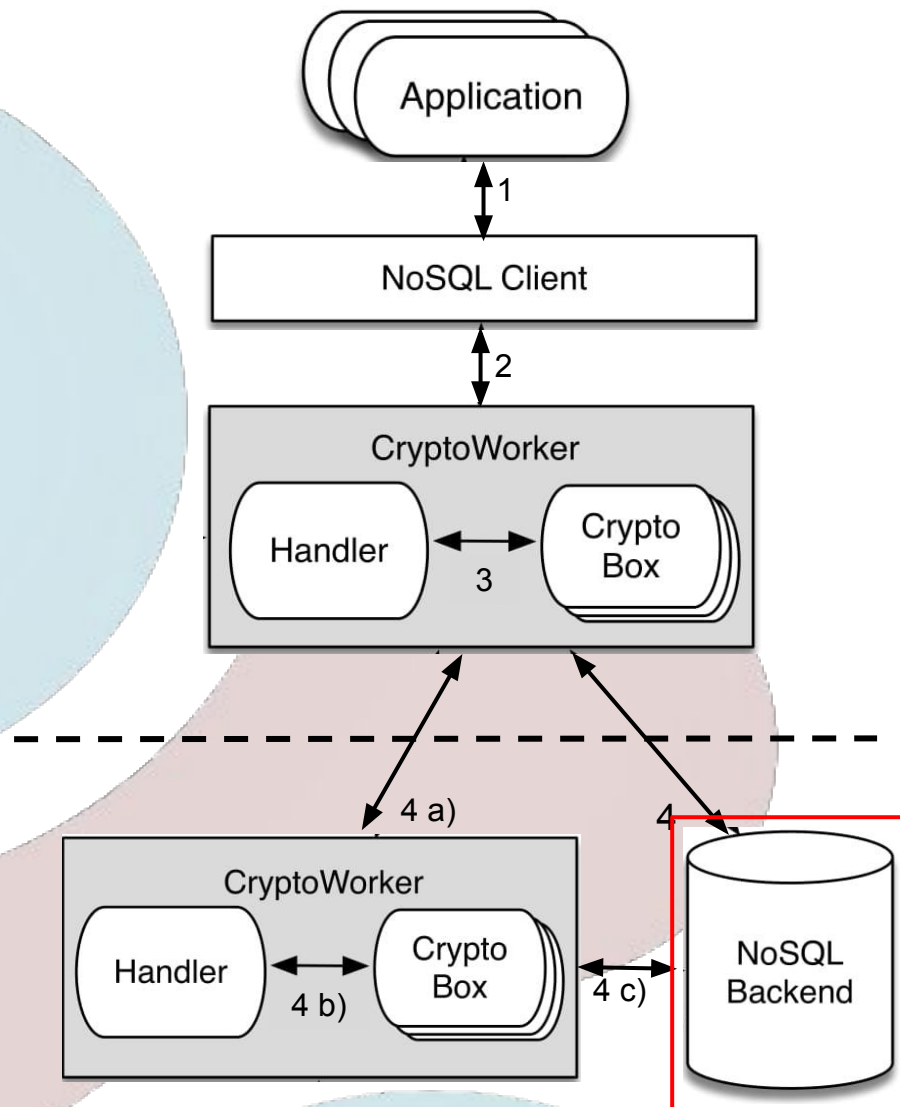 Application
1
NoSQL Client
2
CryptoWorker
Handler
3
Crypto
Box
4 a)
4
CryptoWorker
Handler
4 b)
Crypto
Box
4 c)
NoSQL
Backend